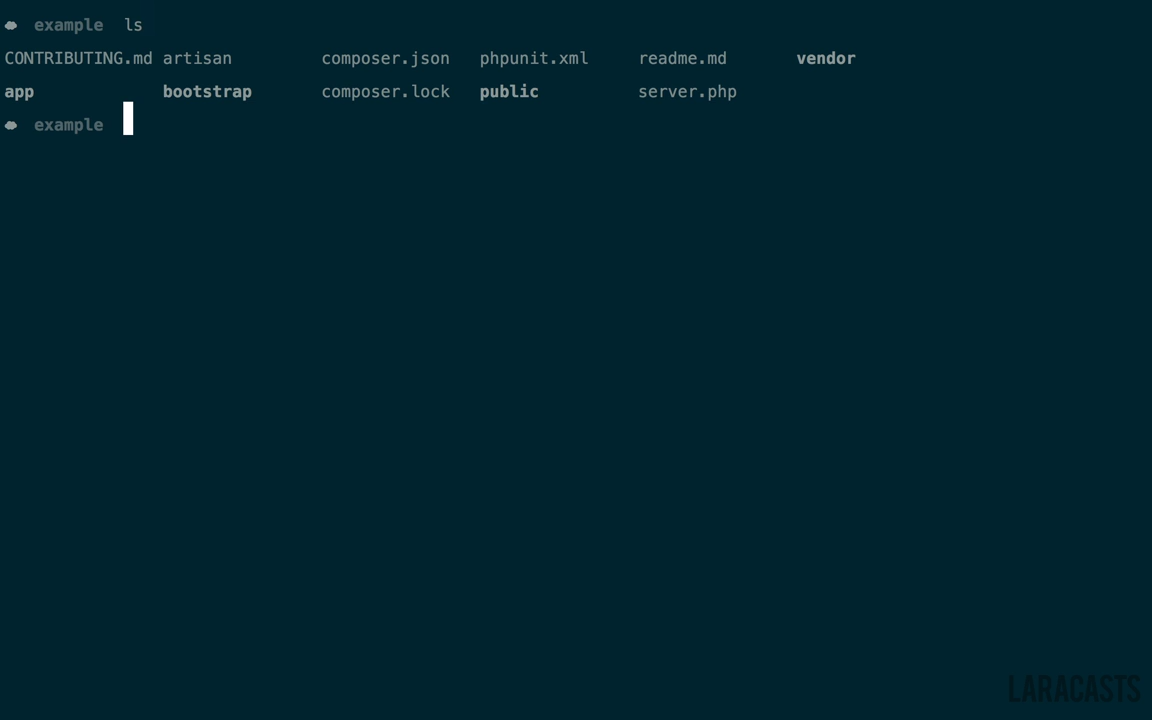 example ls
CONTRIBUTING.md artisan composer.json phpunit.xml readme.md vendor
app bootstrap composer.lock public server.php
example
LARACASTS